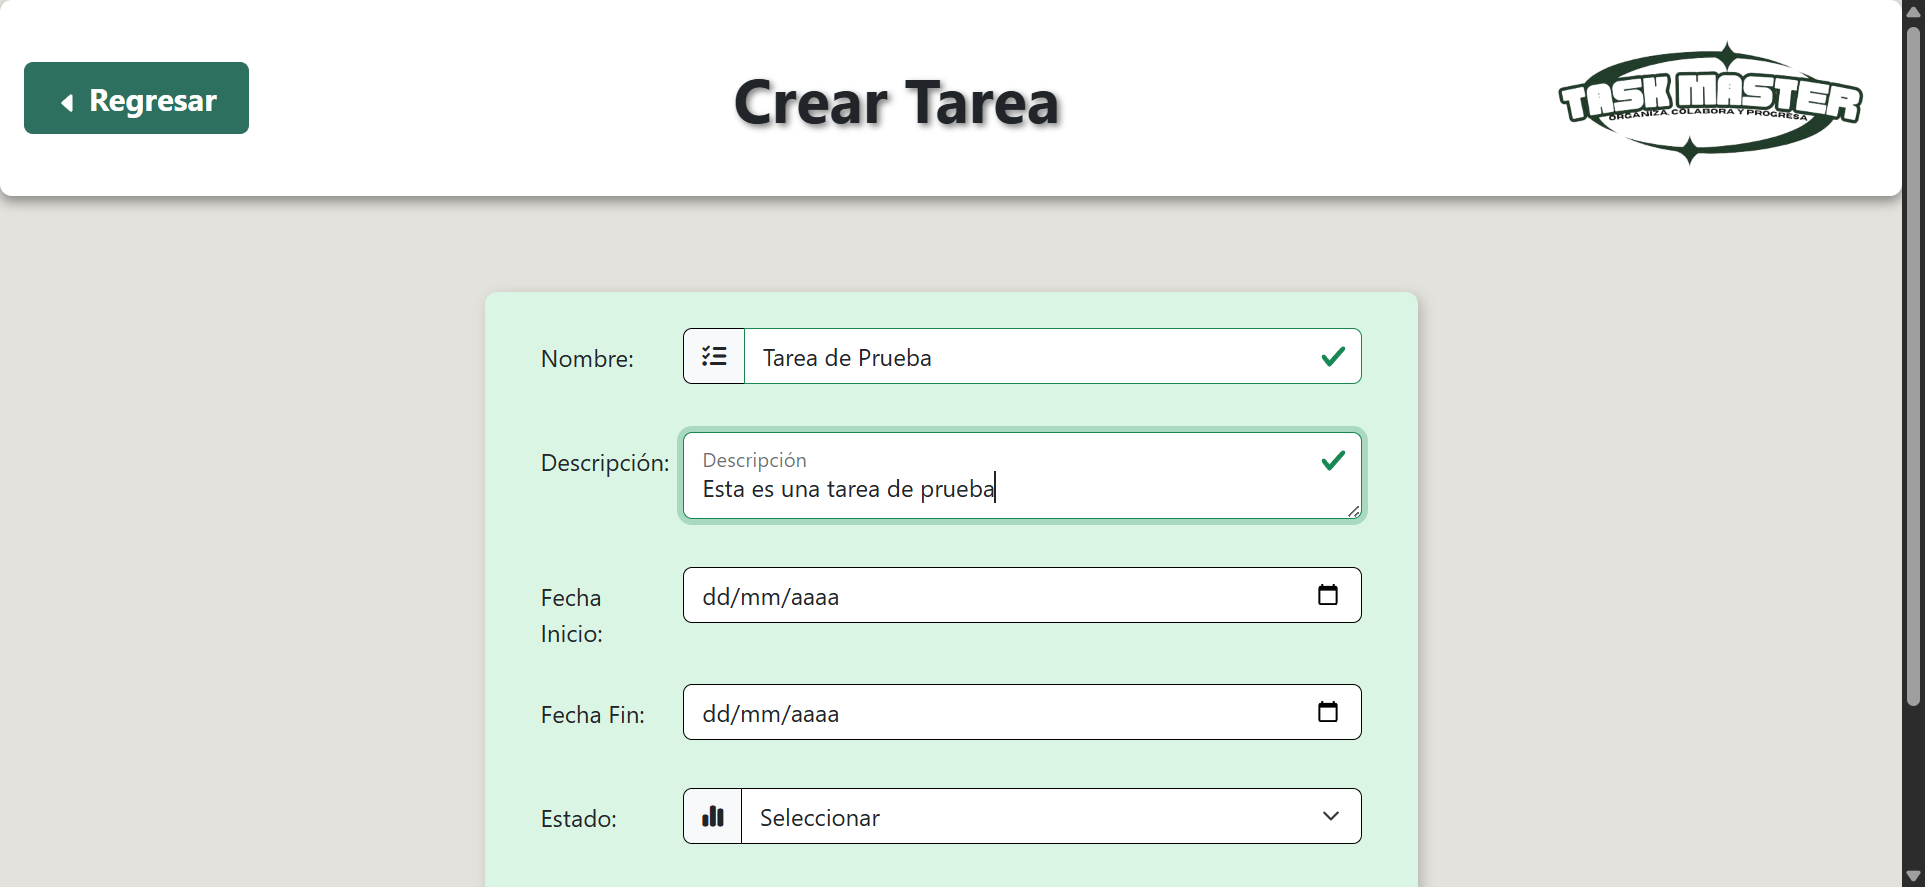 Regresar
Crear Tarea
TASK MASTER
ORGANIZA, COLABORA Y PROGRESA
Nombre:
Tarea de Prueba
Descripción:
Descripción
Esta es una tarea de prueba
Fecha
Inicio:
dd/mm/aaaa
Fecha Fin:
dd/mm/aaaa
Estado:
Seleccionar